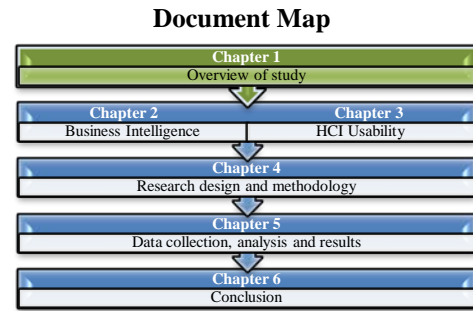 Document Map
Chapter 1
Overview of study
Chapter 2 Chapter 3
Business Intelligence HCI Usability
Chapter 4
Research design and methodology
Chapter 5
Data collection, analysis and results
Chapter 6
Conclusion